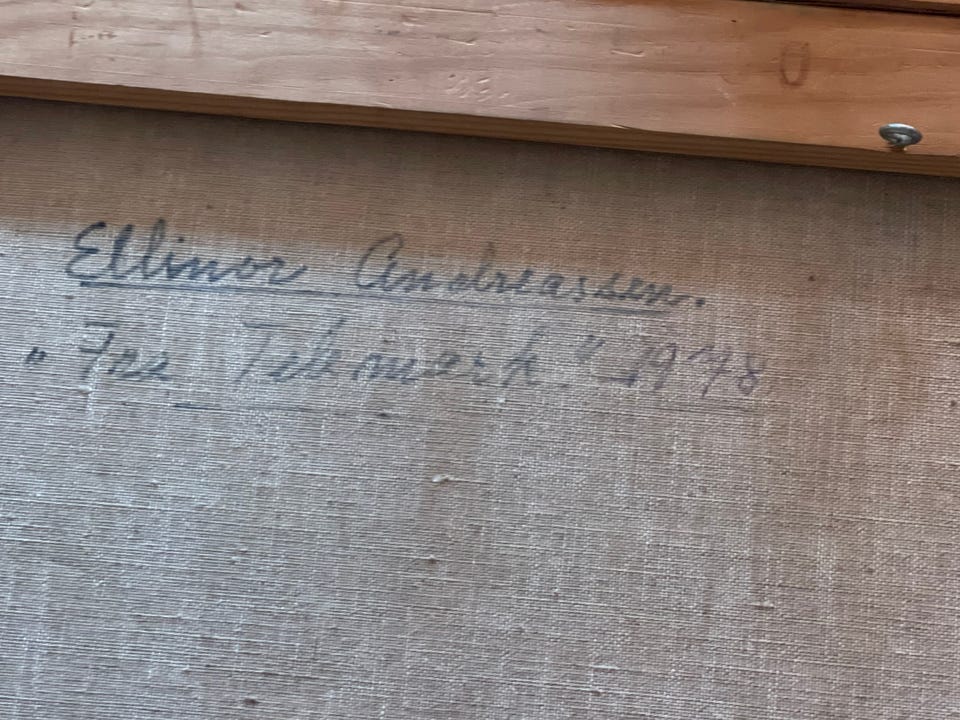 Ellinor Andreassen.
„ Fra Telemark " 1978